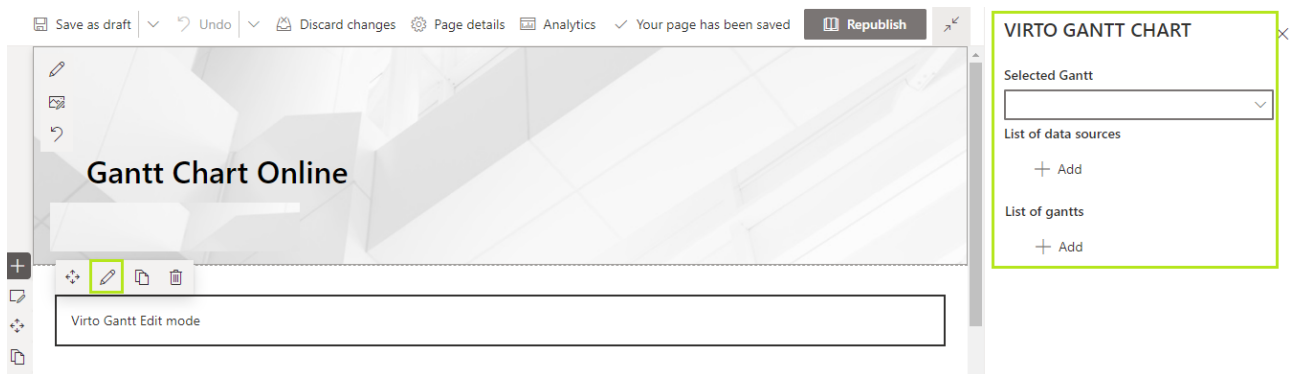 Save as draft Undo Discard changes Page details Analytics Your page has been saved Republish
Gantt Chart Online
Virto Gantt Edit mode
VIRTO GANTT CHART
Selected Gantt
List of data sources
Add
List of gantts
Add